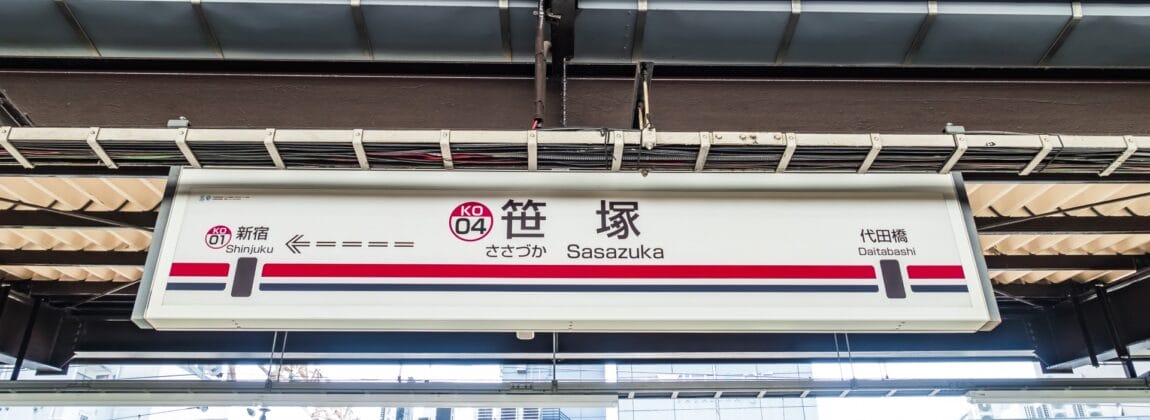 KO
04
笹 塚
ささづか Sasazuka
KO
01
新宿
Shinjuku
代田橋
Daitabashi